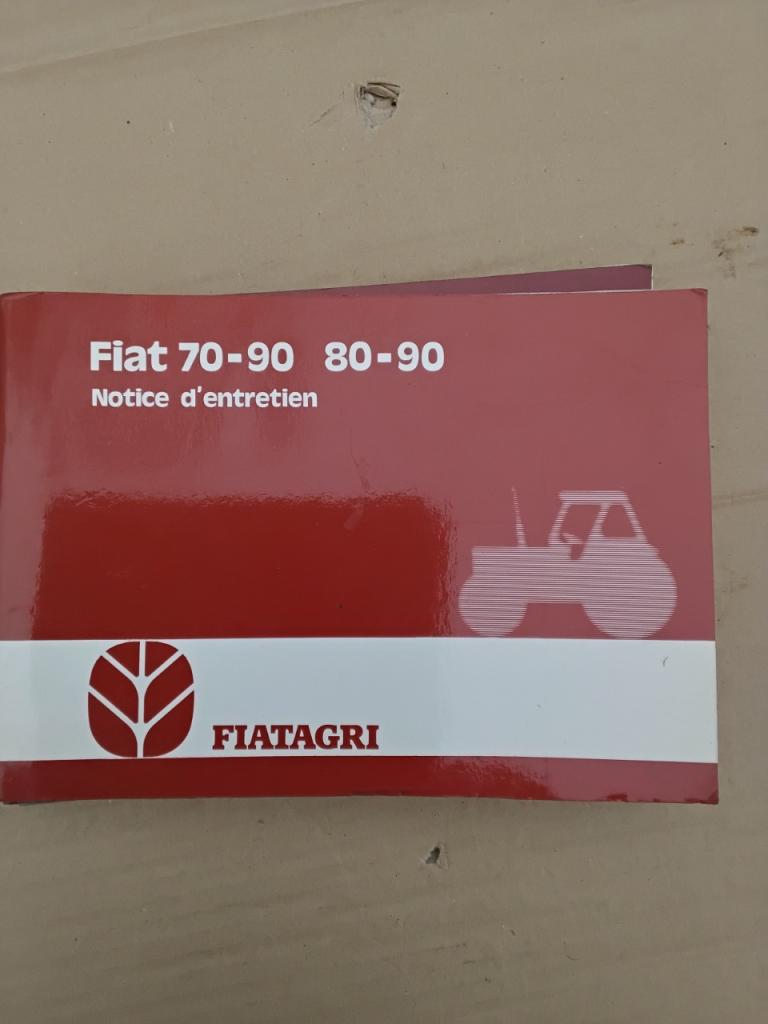 Fiat 70-90 80-90
Notice d'entretien
FIATAGRI